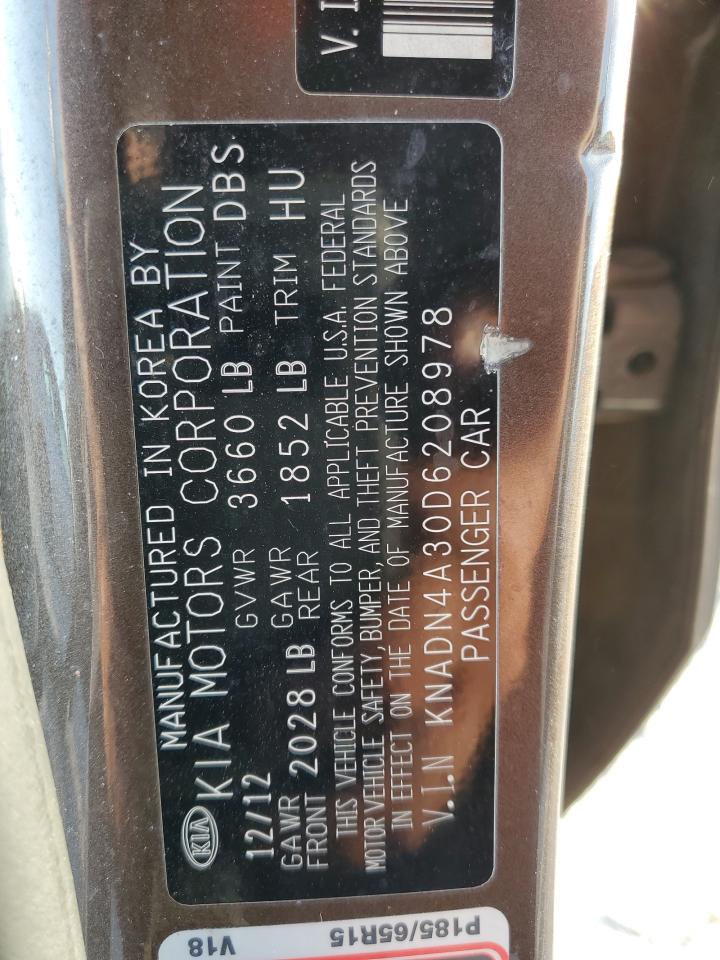 KIA
MANUFACTURED IN KOREA BY
KIA MOTORS CORPORATION
12/12 GVWR 3660 LB PAINT DBS
GAWR FRONT 2028 LB GAWR REAR 1852 LB TRIM HU
THIS VEHICLE CONFORMS TO ALL APPLICABLE U.S.A. FEDERAL
MOTOR VEHICLE SAFETY, BUMPER, AND THEFT PREVENTION STANDARDS
IN EFFECT ON THE DATE OF MANUFACTURE SHOWN ABOVE
V.I.N KNADN4A30D6208978
PASSENGER CAR
P185/65R15
V18